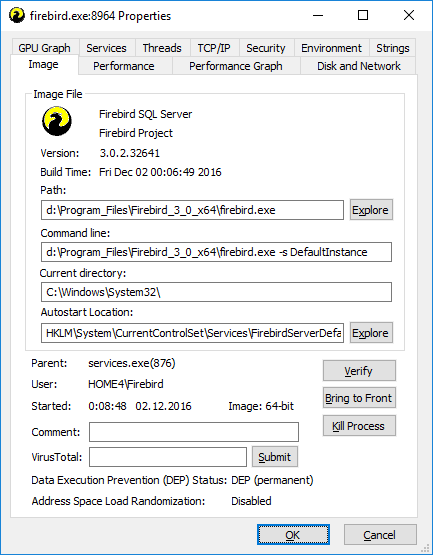 firebird.exe:8964 Properties
GPU Graph Services Threads TCP/IP Security Environment Strings
Image Performance Performance Graph Disk and Network
Image File
Firebird SQL Server
Firebird Project
Version: 3.0.2.32641
Build Time: Fri Dec 02 00:06:49 2016
Path:
d:\Program_Files\Firebird_3_0_x64\firebird.exe Explore
Command line:
d:\Program_Files\Firebird_3_0_x64\firebird.exe -s DefaultInstance
Current directory:
C:\Windows\System32\
Autostart Location:
HKLM\System\CurrentControlSet\Services\FirebirdServerDefa Explore
Parent: services.exe(876)
Verify
User: HOME4\Firebird
Bring to Front
Started: 0:08:48 02.12.2016 Image: 64-bit
Kill Process
Comment:
VirusTotal: Submit
Data Execution Prevention (DEP) Status: DEP (permanent)
Address Space Load Randomization: Disabled
OK Cancel